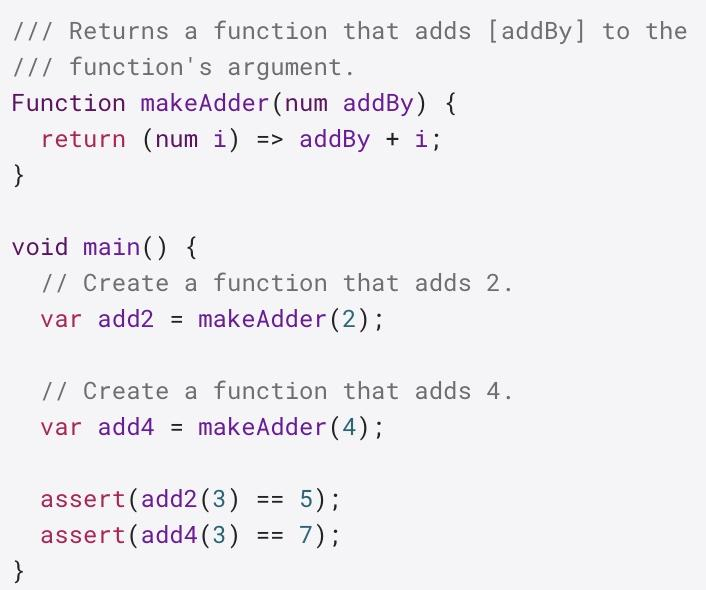 /// Returns a function that adds [addBy] to the
/// function's argument.
Function makeAdder(num addBy) {
  return (num i) => addBy + i;
}

void main() {
  // Create a function that adds 2.
  var add2 = makeAdder(2);

  // Create a function that adds 4.
  var add4 = makeAdder(4);

  assert(add2(3) == 5);
  assert(add4(3) == 7);
}